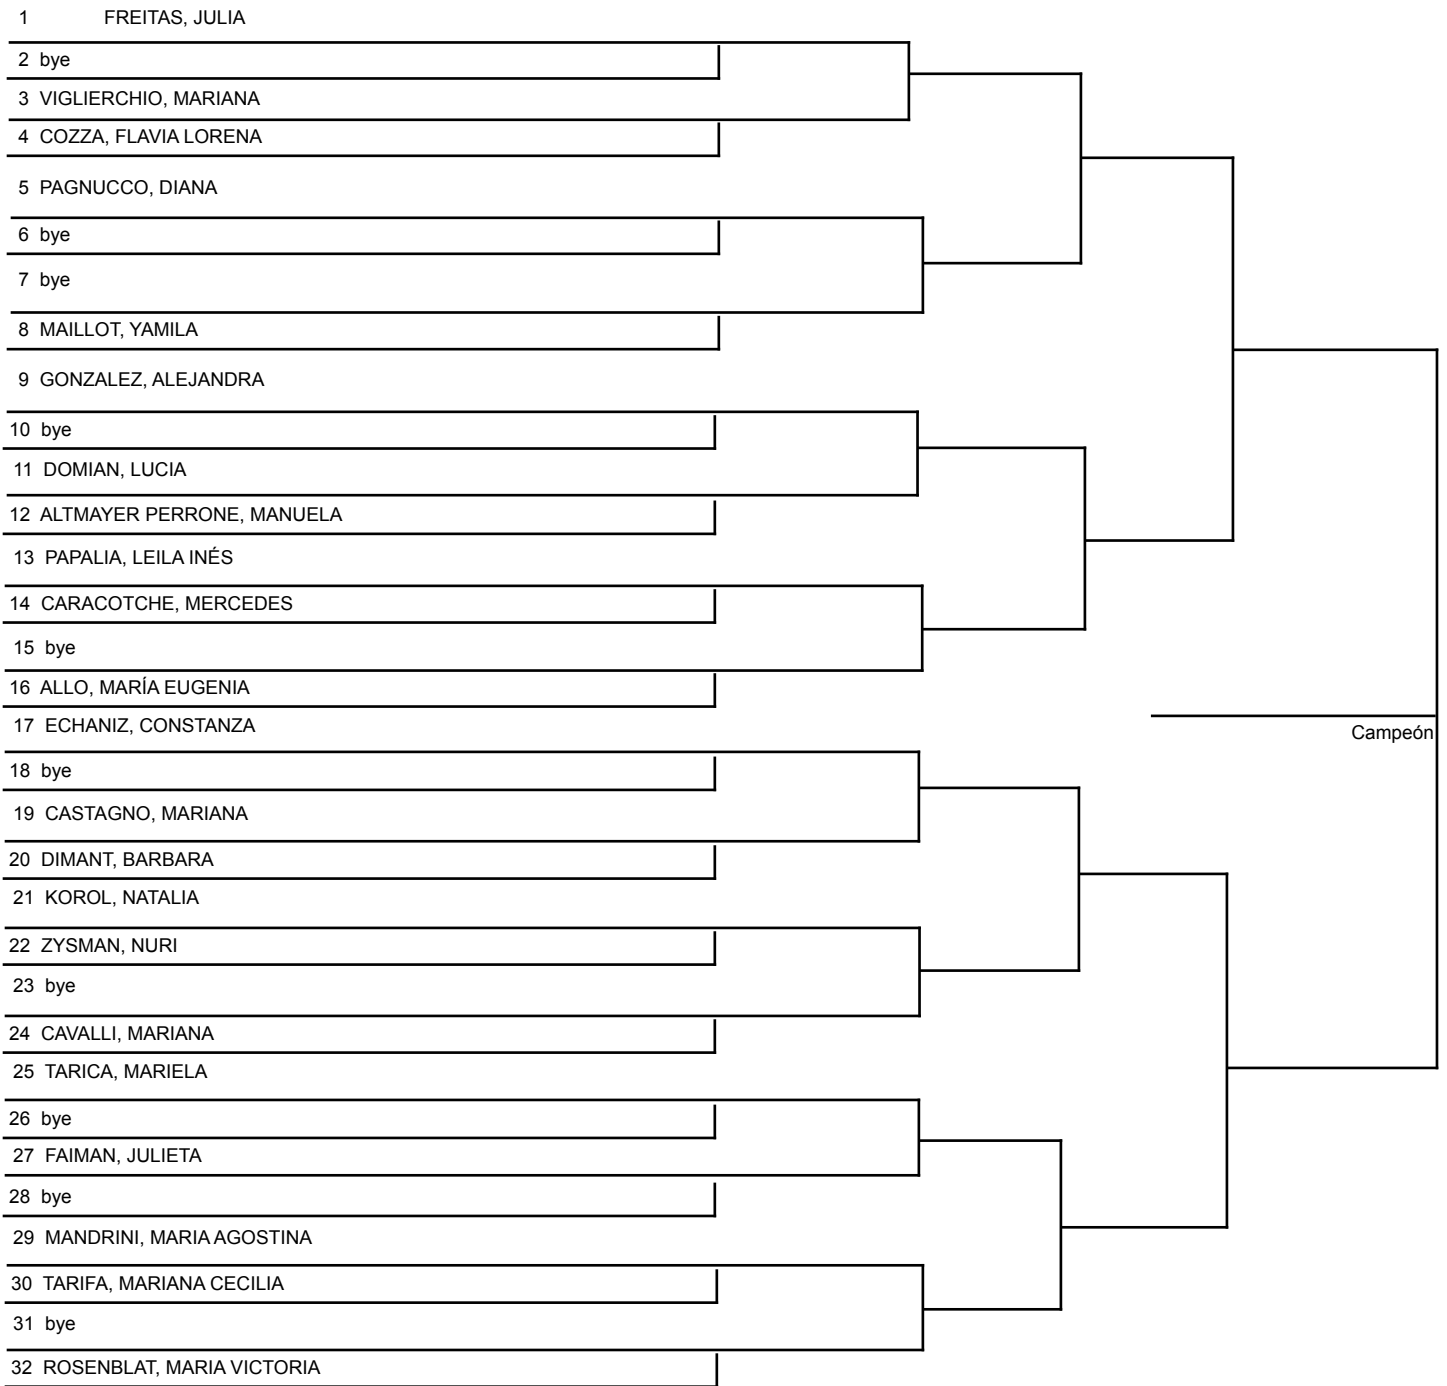 1 FREITAS, JULIA
2 bye
3 VIGLIERCHIO, MARIANA
4 COZZA, FLAVIA LORENA
5 PAGNUCCO, DIANA
6 bye
7 bye
8 MAILLOT, YAMILA
9 GONZALEZ, ALEJANDRA
10 bye
11 DOMIAN, LUCIA
12 ALTMAYER PERRONE, MANUELA
13 PAPALIA, LEILA INÉS
14 CARACOTCHE, MERCEDES
15 bye
16 ALLO, MARÍA EUGENIA
17 ECHANIZ, CONSTANZA
Campeón
18 bye
19 CASTAGNO, MARIANA
20 DIMANT, BARBARA
21 KOROL, NATALIA
22 ZYSMAN, NURI
23 bye
24 CAVALLI, MARIANA
25 TARICA, MARIELA
26 bye
27 FAIMAN, JULIETA
28 bye
29 MANDRINI, MARIA AGOSTINA
30 TARIFA, MARIANA CECILIA
31 bye
32 ROSENBLAT, MARIA VICTORIA